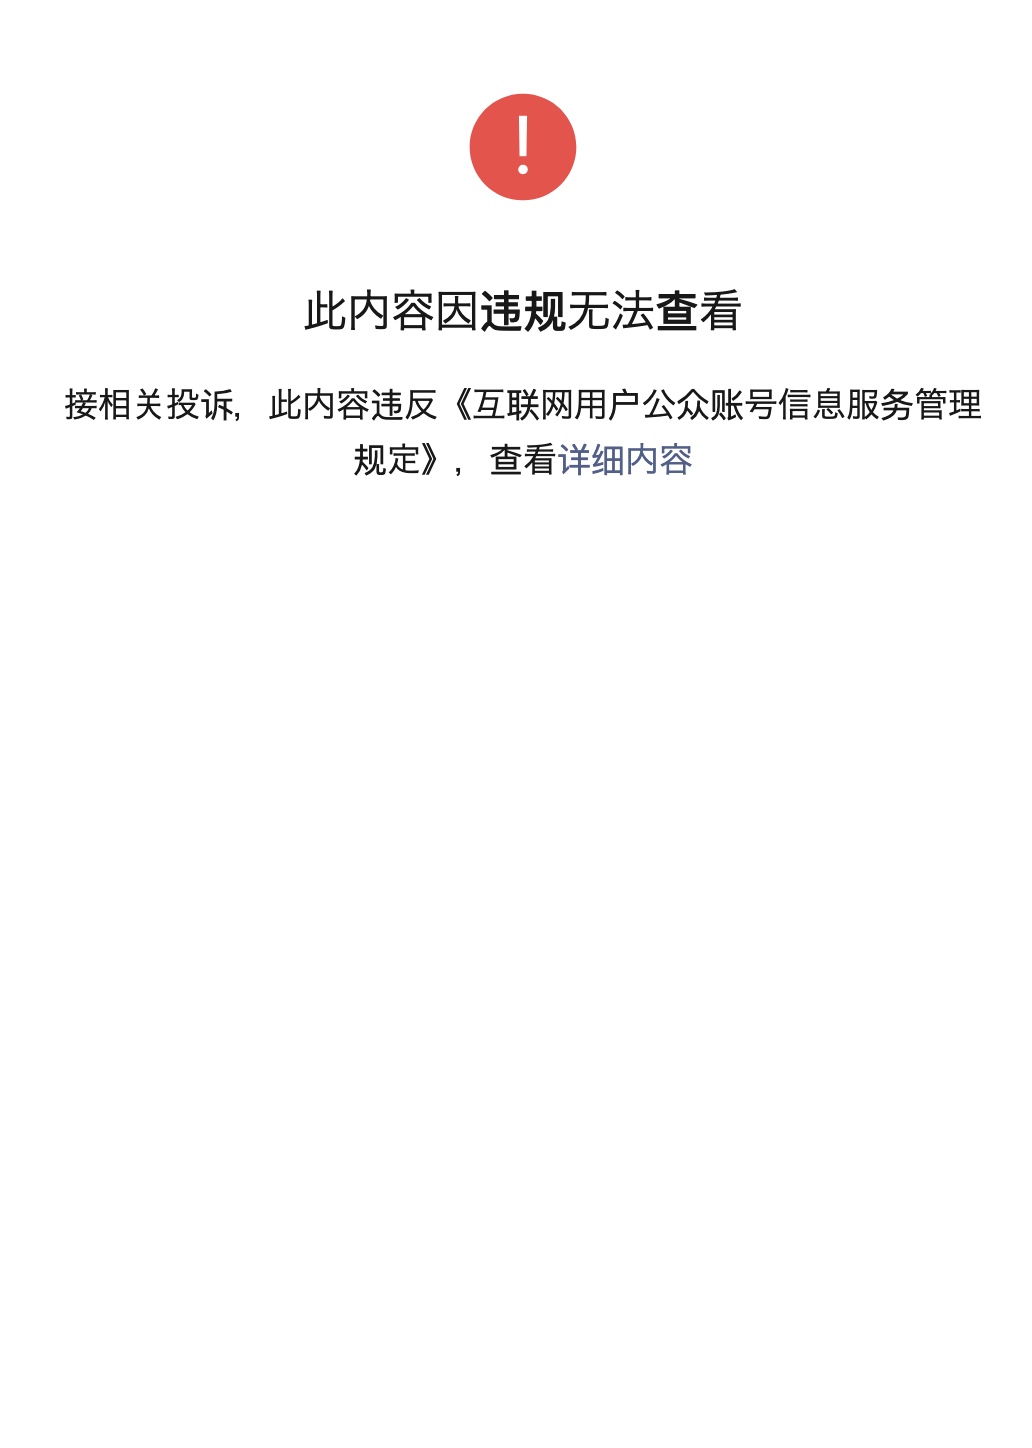 此内容因违规无法查看
接相关投诉，此内容违反《互联网用户公众账号信息服务管理
规定》，查看详细内容